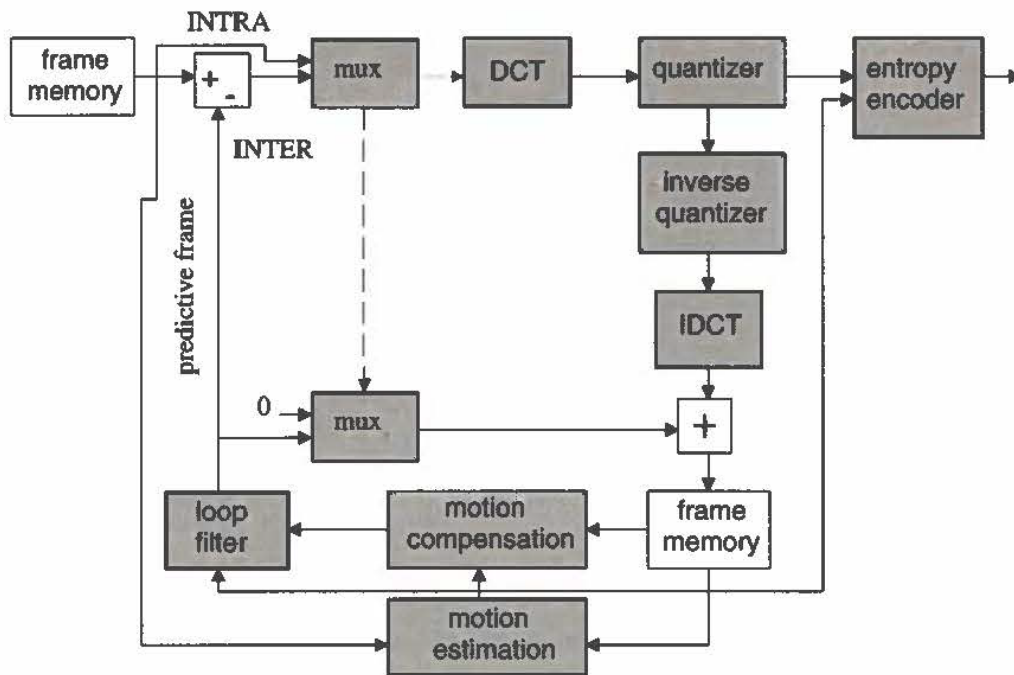 INTRA
frame
memory
+
-
mux
DCT
quantizer
entropy
encoder
INTER
inverse
quantizer
predictive frame
IDCT
0
mux
+
loop
filter
motion
compensation
frame
memory
motion
estimation